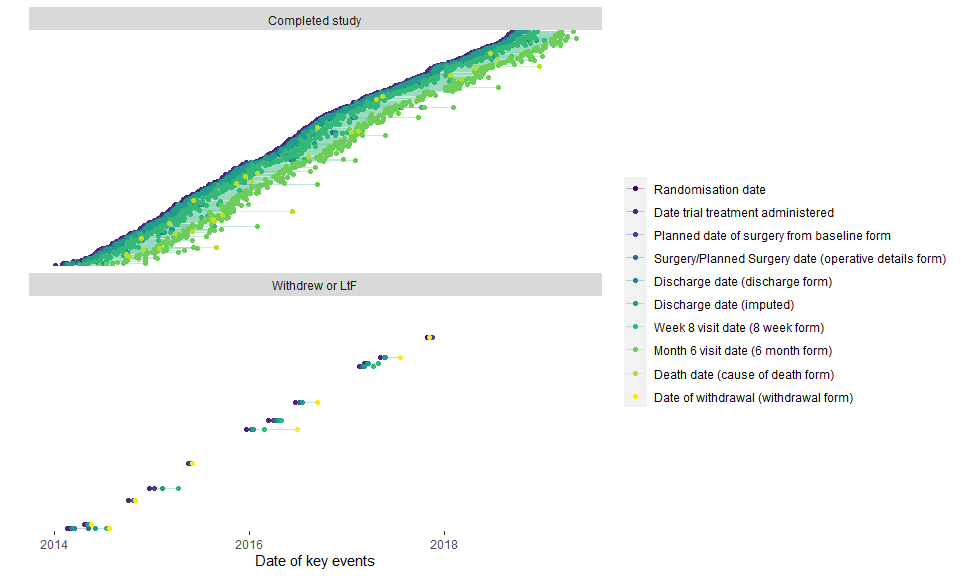 Completed study
Withdrew or LtF
2014
2016
2018
Date of key events
Randomisation date
Date trial treatment administered
Planned date of surgery from baseline form
Surgery/Planned Surgery date (operative details form)
Discharge date (discharge form)
Discharge date (imputed)
Week 8 visit date (8 week form)
Month 6 visit date (6 month form)
Death date (cause of death form)
Date of withdrawal (withdrawal form)